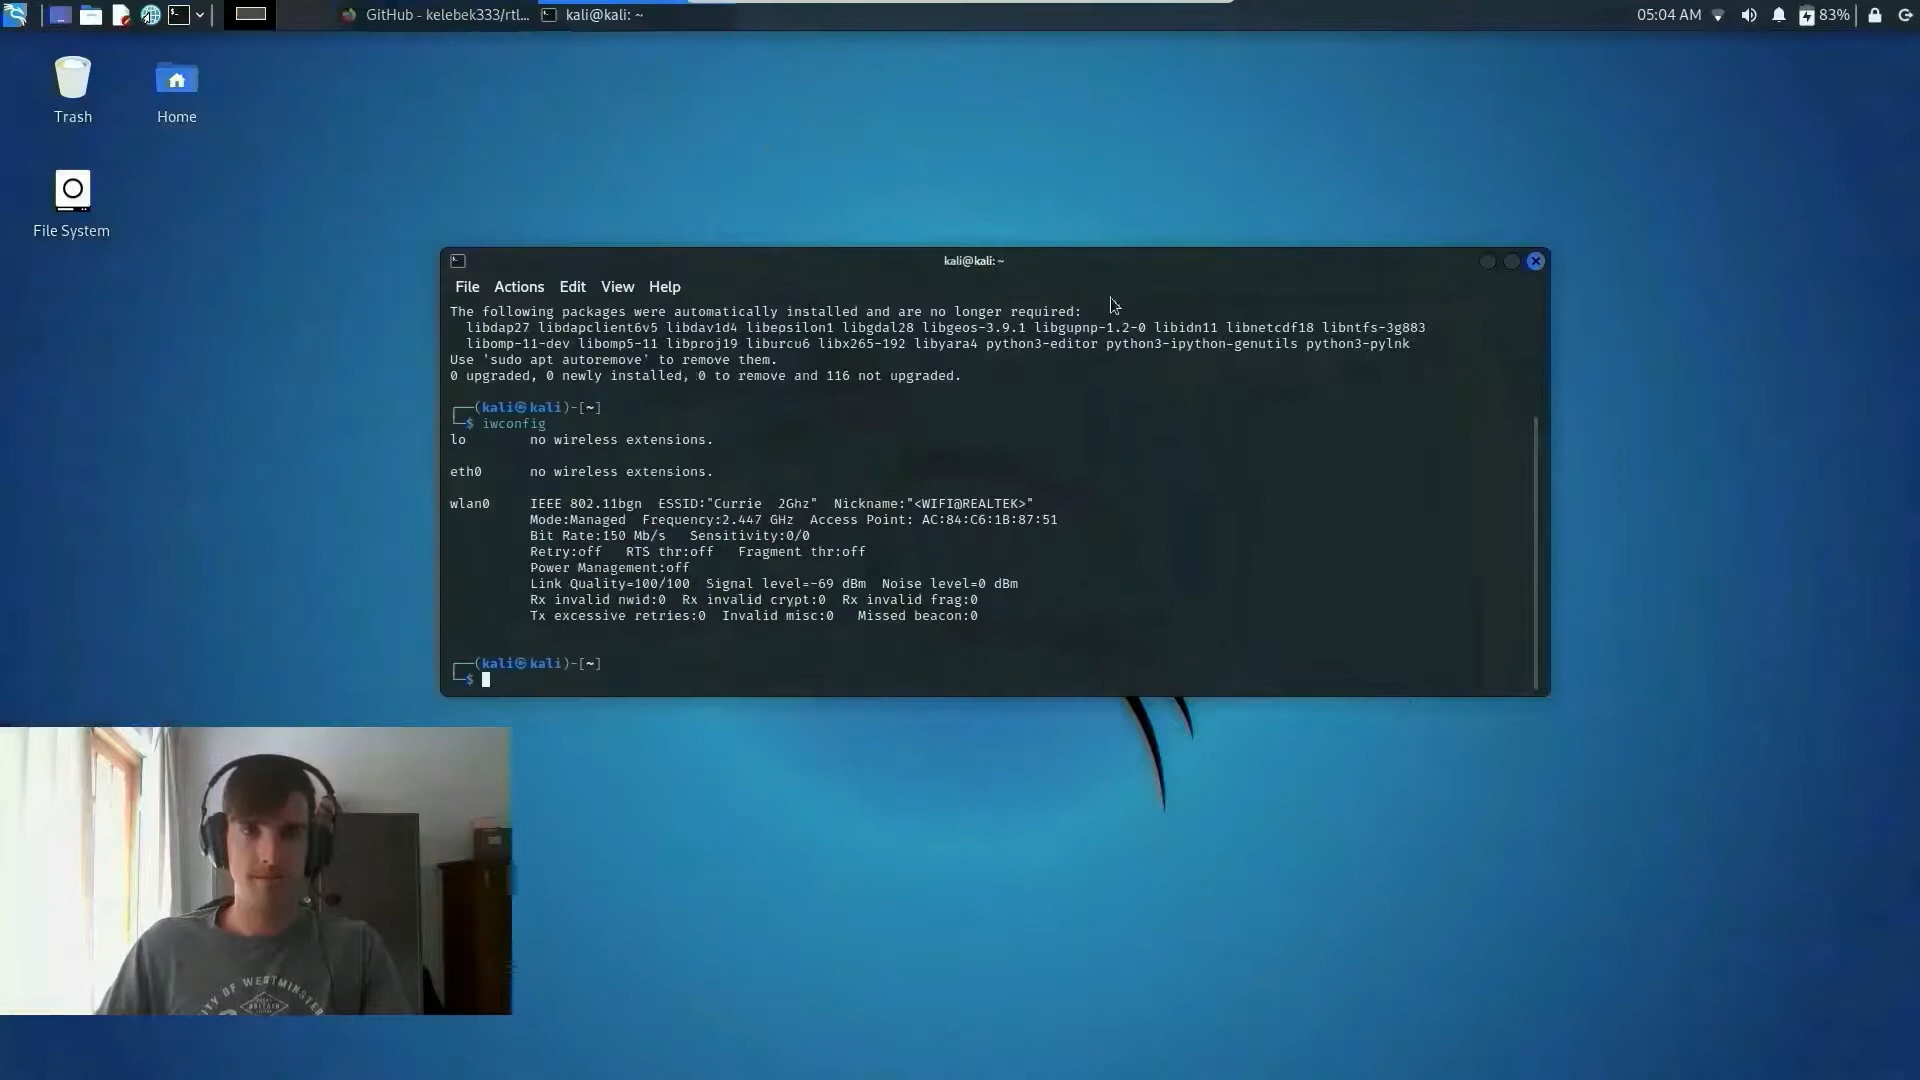 GitHub - kelebek333/rtl...
kali@kali: ~
05:04 AM
83%
Trash
Home
File System
kali@kali: ~
File Actions Edit View Help
The following packages were automatically installed and are no longer required:
libdap27 libdapclient6v5 libdav1d4 libepsilon1 libgdal28 libgeos-3.9.1 libgupnp-1.2-0 libidn11 libnetcdf18 libntfs-3g883
libomp-11-dev libomp5-11 libproj19 liburcu6 libx265-192 libyara4 python3-editor python3-ipython-genutils python3-pylnk
Use 'sudo apt autoremove' to remove them.
0 upgraded, 0 newly installed, 0 to remove and 116 not upgraded.
┌──(kali㉿kali)-[~]
└─$ iwconfig
lo        no wireless extensions.
eth0      no wireless extensions.
wlan0     IEEE 802.11bgn  ESSID:"Currie  2Ghz"  Nickname:"<WIFI@REALTEK>"
Mode:Managed  Frequency:2.447 GHz  Access Point: AC:84:C6:1B:87:51
Bit Rate:150 Mb/s   Sensitivity:0/0
Retry:off   RTS thr:off   Fragment thr:off
Power Management:off
Link Quality=100/100  Signal level=-69 dBm  Noise level=0 dBm
Rx invalid nwid:0  Rx invalid crypt:0  Rx invalid frag:0
Tx excessive retries:0  Invalid misc:0   Missed beacon:0
┌──(kali㉿kali)-[~]
└─$
OF WESTMINSTER